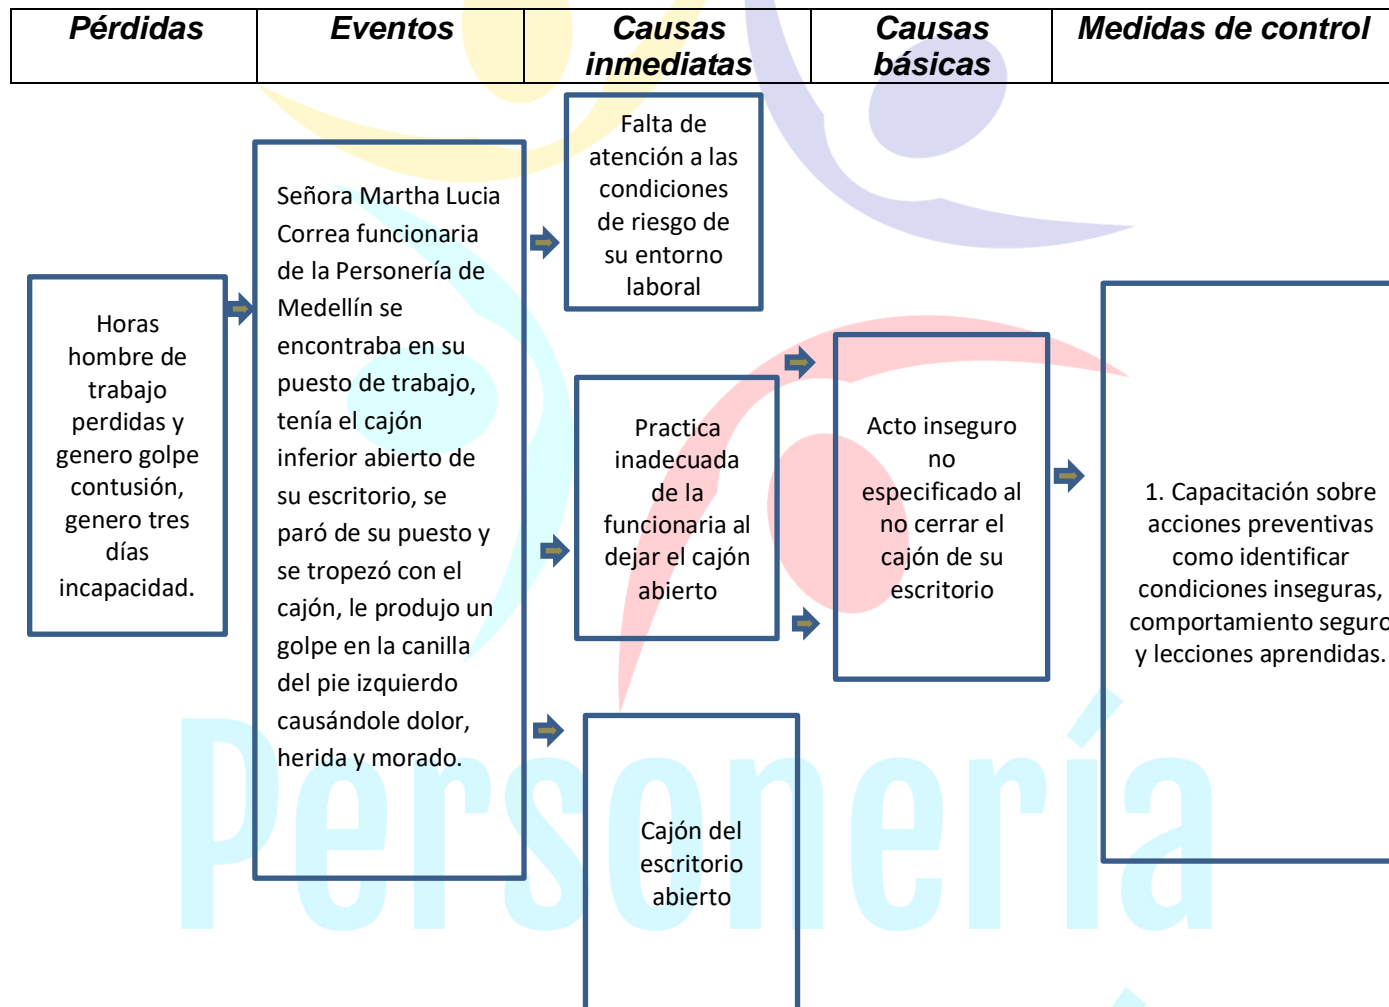 Pérdidas
Eventos
Causas
inmediatas
Causas
básicas
Medidas de control
Horas
hombre de
trabajo
perdidas y
genero golpe
contusión,
genero tres
días
incapacidad.
Señora Martha Lucia
Correa funcionaria
de la Personería de
Medellín se
encontraba en su
puesto de trabajo,
tenía el cajón
inferior abierto de
su escritorio, se
paró de su puesto y
se tropezó con el
cajón, le produjo un
golpe en la canilla
del pie izquierdo
causándole dolor,
herida y morado.
Falta de
atención a las
condiciones
de riesgo de
su entorno
laboral
Practica
inadecuada
de la
funcionaria al
dejar el cajón
abierto
Cajón del
escritorio
abierto
Acto inseguro
no
especificado al
no cerrar el
cajón de su
escritorio
1. Capacitación sobre
acciones preventivas
como identificar
condiciones inseguras,
comportamiento seguro
y lecciones aprendidas.
Personería